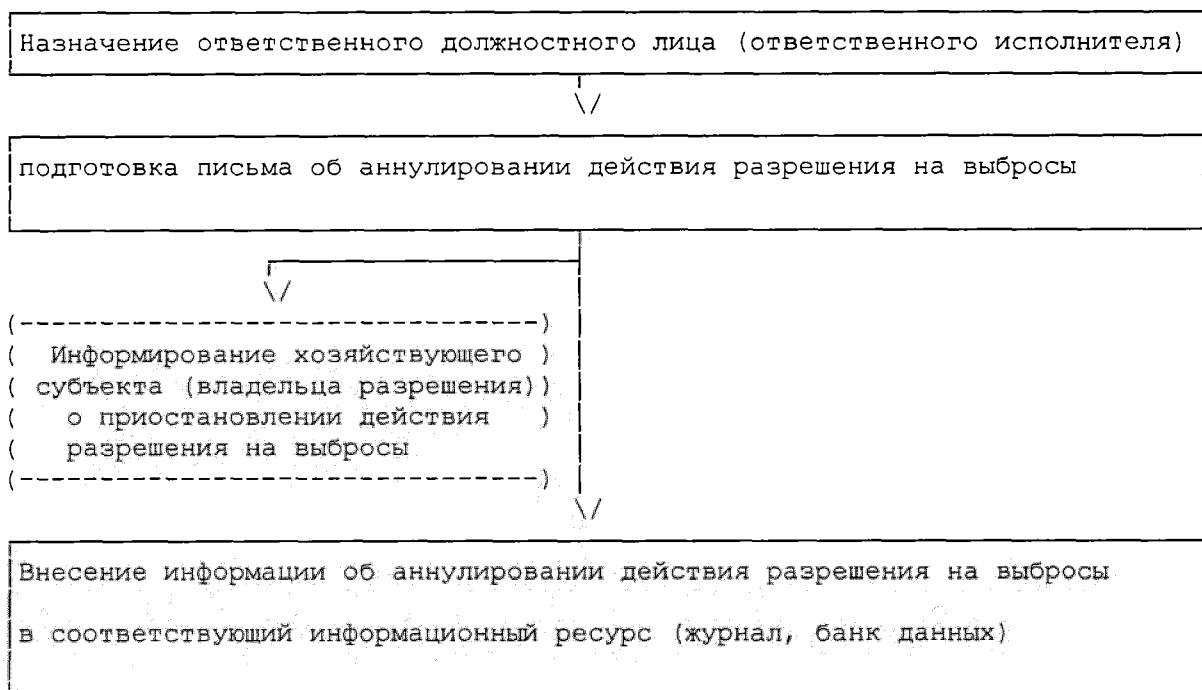 Назначение ответственного должностного лица (ответственного исполнителя)
\/
подготовка письма об аннулировании действия разрешения на выбросы
\/
(--------------------------------)
( Информирование хозяйствующего )
( субъекта (владельца разрешения))
( о приостановлении действия )
( разрешения на выбросы
(--------------------------------)
\/
Внесение информации об аннулировании действия разрешения на выбросы
в соответствующий информационный ресурс (журнал, банк данных)